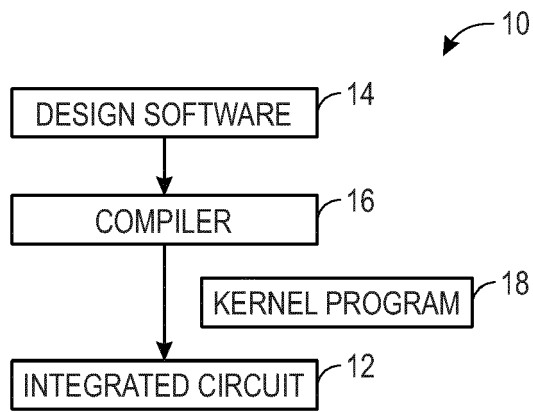 10
DESIGN SOFTWARE 14
COMPILER 16
KERNEL PROGRAM 18
INTEGRATED CIRCUIT 12